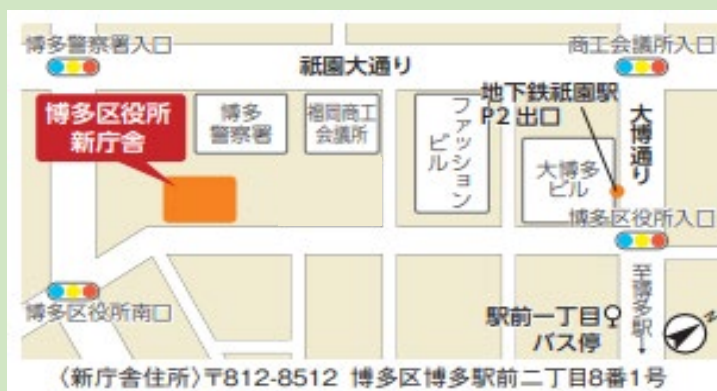 博多警察署入口
商工会議所入口
祇園大通り
博多区役所
新庁舎
博多
警察署
福岡商工
会議所
ファッション
ビル
地下鉄祇園駅
P2 出口
大博通り
大博多
ビル
博多区役所入口
博多区役所南口
駅前一丁目
バス停
至博多駅
N
〈新庁舎住所〉〒812-8512 博多区博多駅前二丁目8番1号